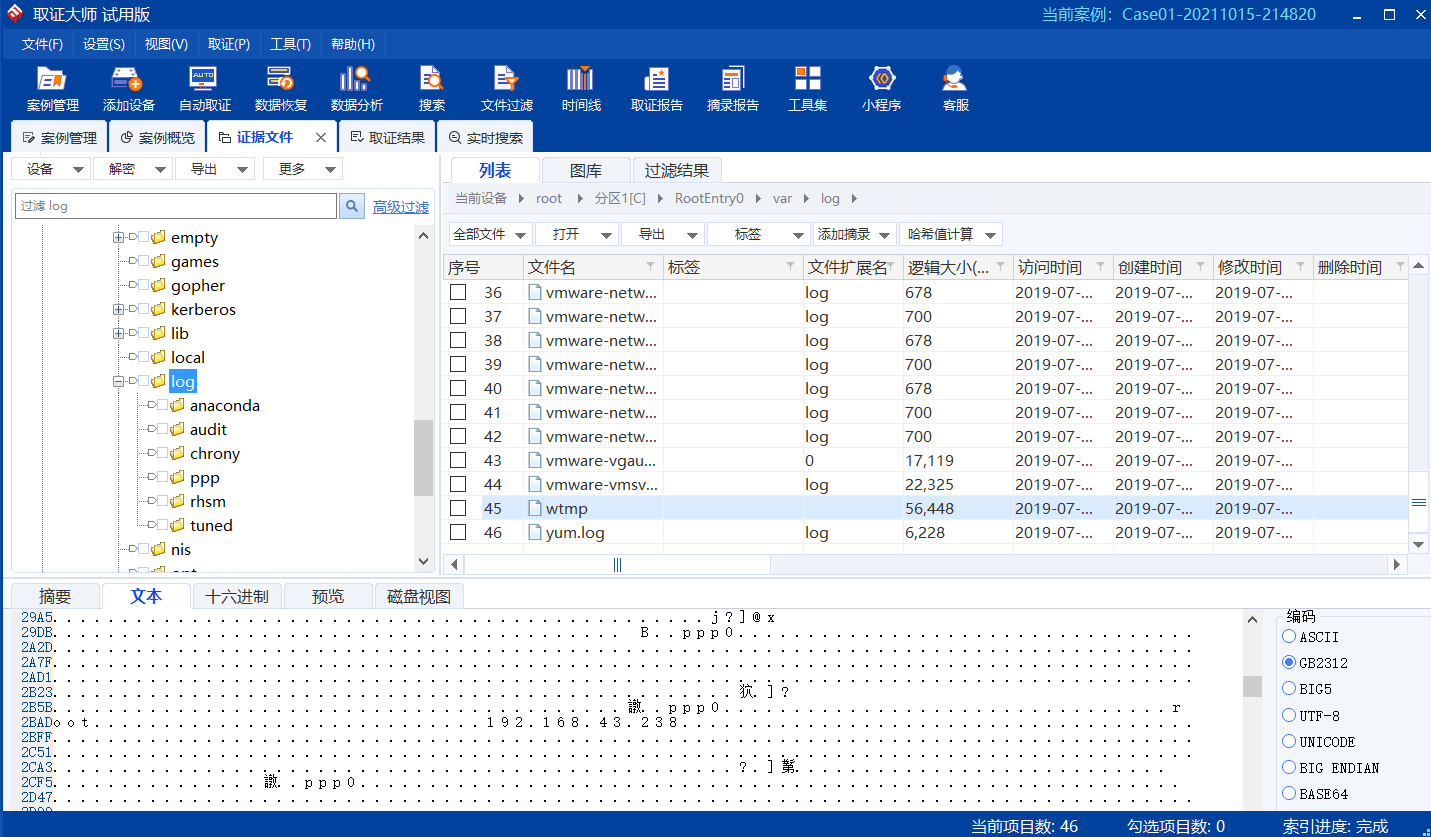 取证大师 试用版
当前案例: Case01-20211015-214820
文件(F) 设置(S) 视图(V) 取证(P) 工具(T) 帮助(H)
案例管理 添加设备 自动取证 数据恢复 数据分析 搜索 文件过滤 时间线 取证报告 摘录报告 工具集 小程序 客服
案例管理 案例概览 证据文件 取证结果 实时搜索
设备 解密 导出 更多
过滤 log 高级过滤
empty
games
gopher
kerberos
lib
local
log
anaconda
audit
chrony
ppp
rhsm
tuned
nis
列表 图库 过滤结果
当前设备 root 分区1[C] RootEntry0 var log
全部文件 打开 导出 标签 添加摘录 哈希值计算
序号 文件名 标签 文件扩展名 逻辑大小(... 访问时间 创建时间 修改时间 删除时间
36 vmware-netw... log 678 2019-07-... 2019-07-... 2019-07-...
37 vmware-netw... log 700 2019-07-... 2019-07-... 2019-07-...
38 vmware-netw... log 678 2019-07-... 2019-07-... 2019-07-...
39 vmware-netw... log 700 2019-07-... 2019-07-... 2019-07-...
40 vmware-netw... log 678 2019-07-... 2019-07-... 2019-07-...
41 vmware-netw... log 700 2019-07-... 2019-07-... 2019-07-...
42 vmware-netw... log 700 2019-07-... 2019-07-... 2019-07-...
43 vmware-vgau... 0 17,119 2019-07-... 2019-07-... 2019-07-...
44 vmware-vmsv... log 22,325 2019-07-... 2019-07-... 2019-07-...
45 wtmp 56,448 2019-07-... 2019-07-... 2019-07-...
46 yum.log log 6,228 2019-07-... 2019-07-... 2019-07-...
摘要 文本 十六进制 预览 磁盘视图
29A5 j?]@x
29DB B..ppp0
2A2D
2A7F
2AD1
2B23 .]?
2B5B ppp0 r
2BAD oot 192.168.43.238
2BFF
2C51
2CA3 ?.]
2CF5 ppp0
2D47
编码
ASCII
GB2312
BIG5
UTF-8
UNICODE
BIG ENDIAN
BASE64
当前项目数: 46 勾选项目数: 0 索引进度: 完成